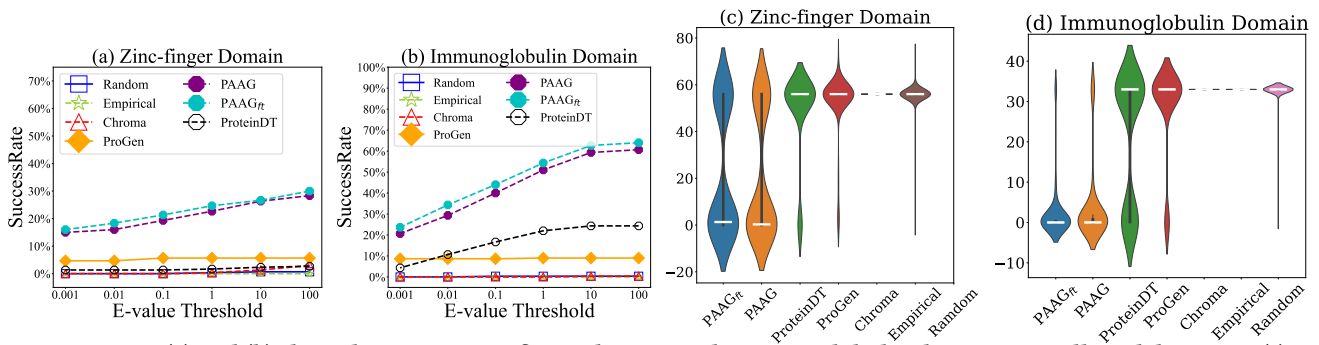 (a) Zinc-finger Domain
70%
60%
50%
40%
30%
20%
10%
0%
SuccessRate
Random
Empirical
Chroma
ProGen
PAAG
PAAGft
ProteinDT
0.001
0.01
0.1
1
10
100
E-value Threshold
(b) Immunoglobulin Domain
100%
90%
80%
70%
60%
50%
40%
30%
20%
10%
0%
SuccessRate
Random
Empirical
Chroma
ProGen
PAAG
PAAGft
ProteinDT
0.001
0.01
0.1
1
10
100
E-value Threshold
(c) Zinc-finger Domain
80
60
40
20
0
−20
PAAGft
PAAG
ProteinDT
ProGen
Chroma
Empirical
Ramdom
(d) Immunoglobulin Domain
40
30
20
10
0
−10
PAAGft
PAAG
ProteinDT
ProGen
Chroma
Empirical
Ramdom